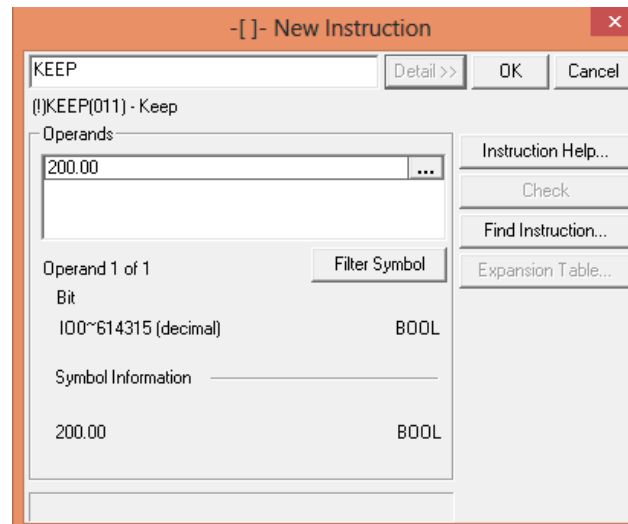 -[ ]- New Instruction
×
KEEP
Detail >>
OK
Cancel
(!)KEEP(011) - Keep
Operands
200.00
...
Instruction Help...
Check
Find Instruction...
Expansion Table...
Operand 1 of 1
Filter Symbol
Bit
IO0~614315 (decimal)
BOOL
Symbol Information
200.00
BOOL